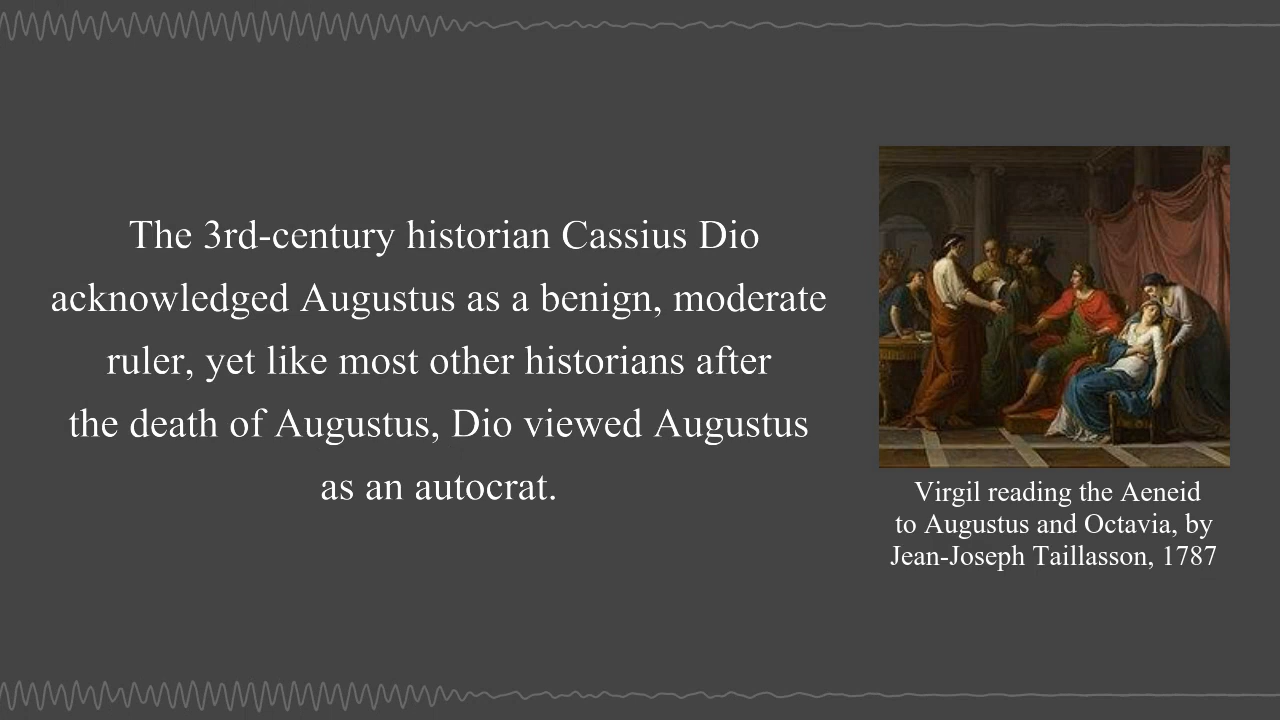 The 3rd-century historian Cassius Dio
acknowledged Augustus as a benign, moderate
ruler, yet like most other historians after
the death of Augustus, Dio viewed Augustus
as an autocrat.
Virgil reading the Aeneid
to Augustus and Octavia, by
Jean-Joseph Taillasson, 1787